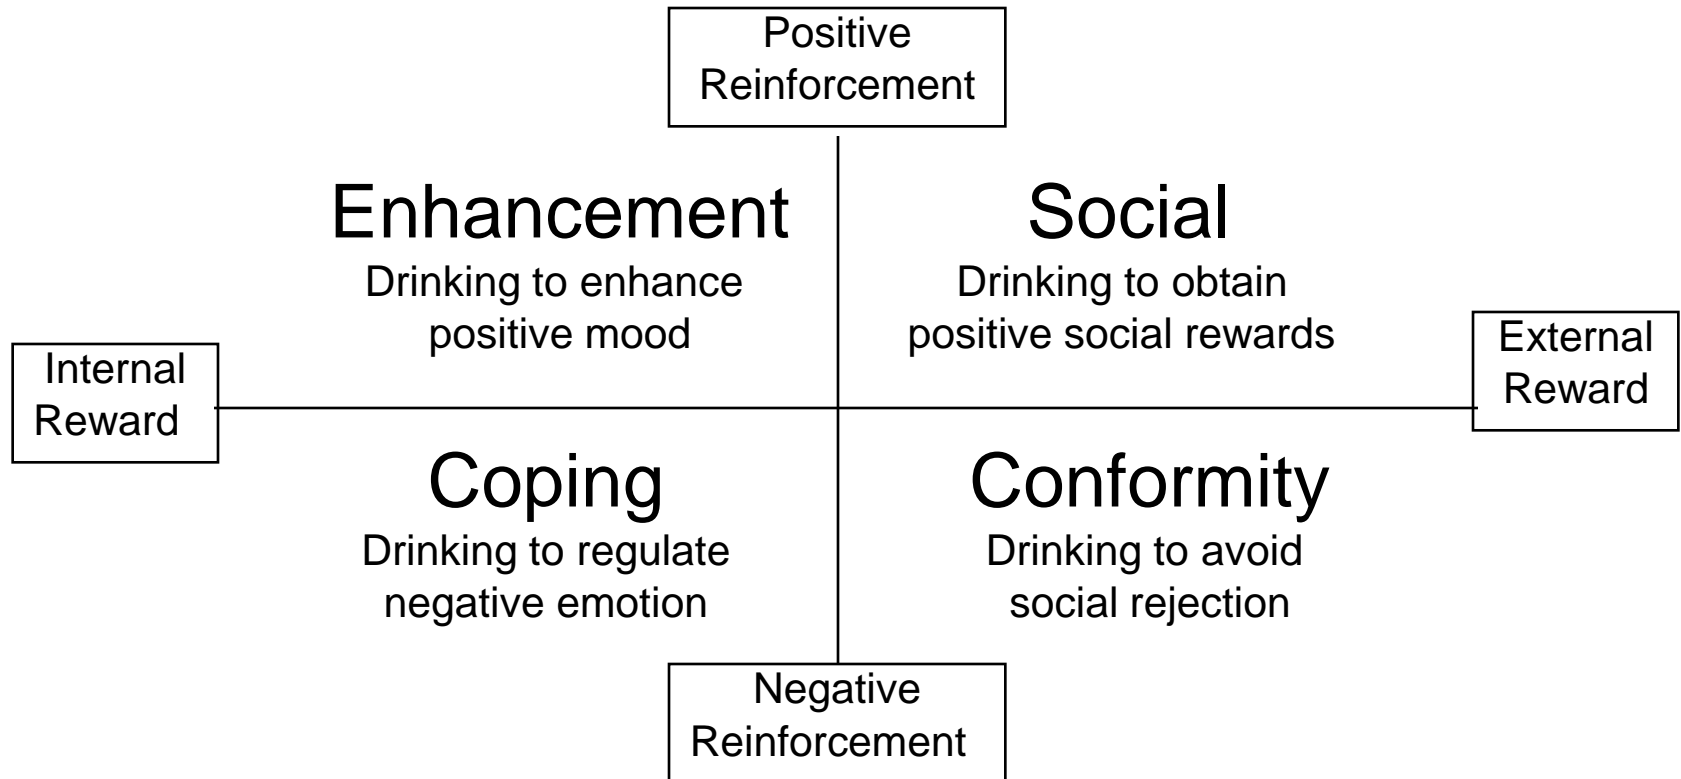 Positive
Reinforcement
Enhancement
Drinking to enhance
positive mood
Social
Drinking to obtain
positive social rewards
Internal
Reward
External
Reward
Coping
Drinking to regulate
negative emotion
Conformity
Drinking to avoid
social rejection
Negative
Reinforcement